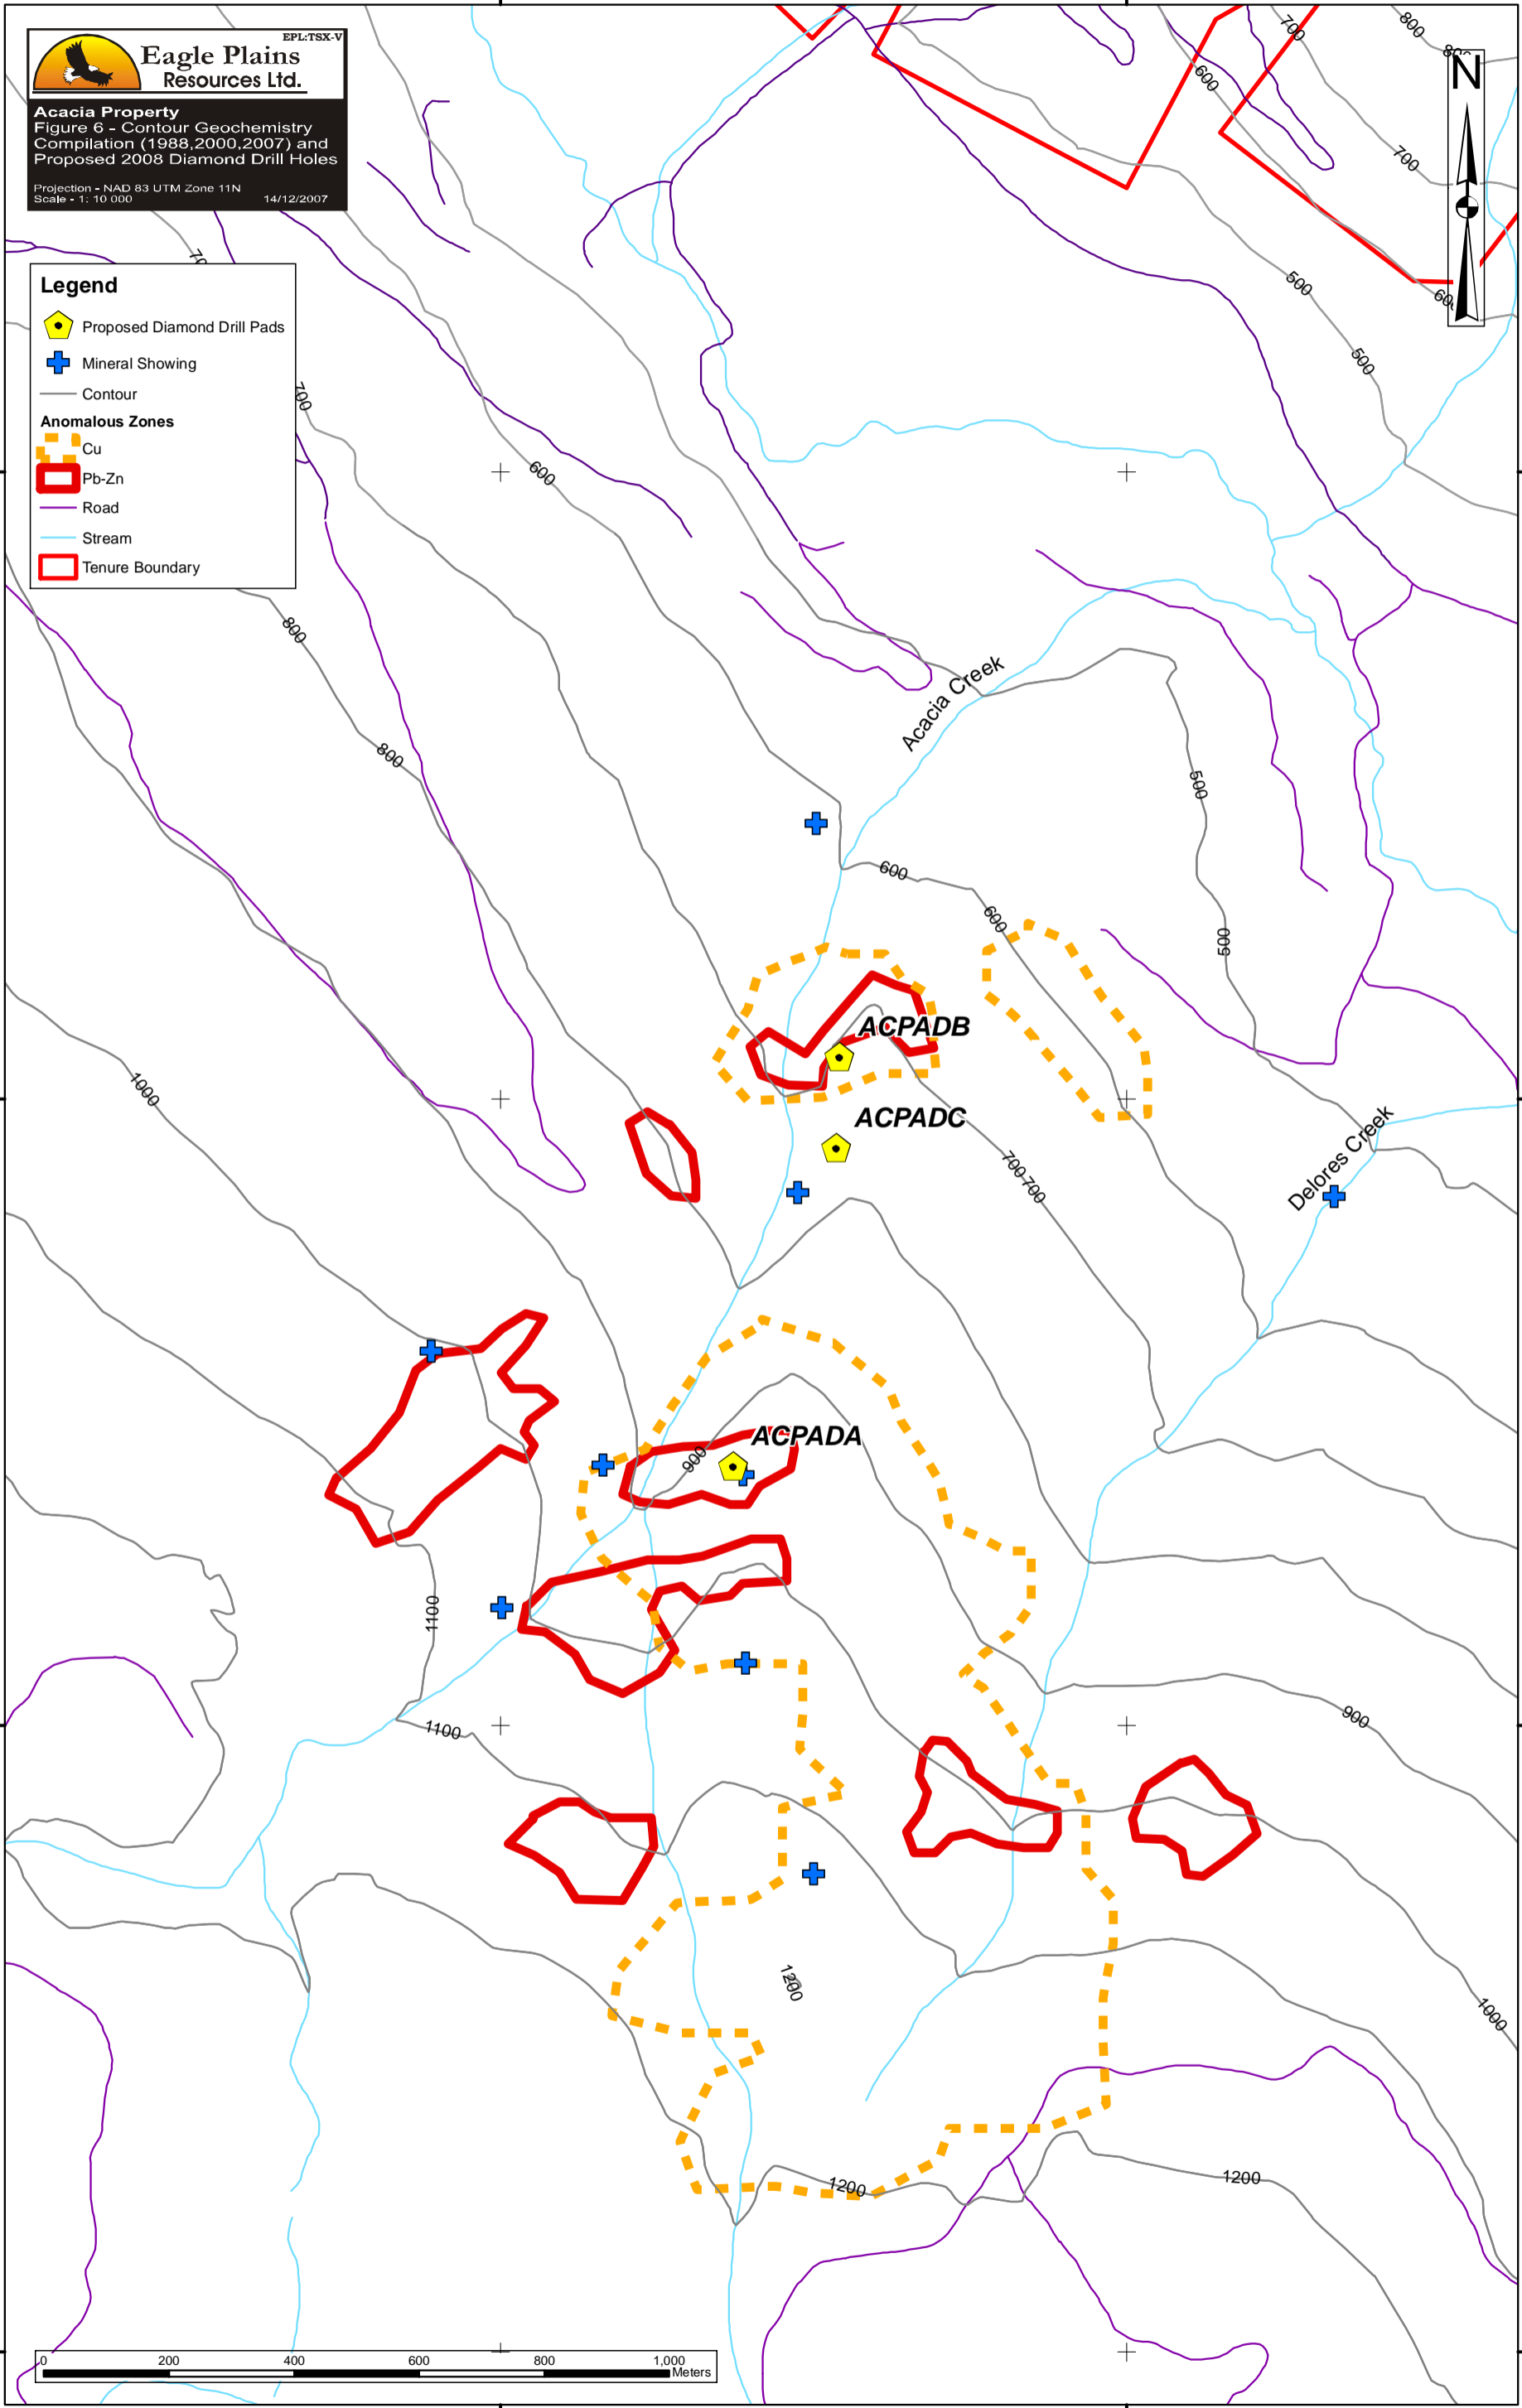 EPL:TSX-V
Eagle Plains
Resources Ltd.
Acacia Property
Figure 6 - Contour Geochemistry
Compilation (1988,2000,2007) and
Proposed 2008 Diamond Drill Holes
Projection - NAD 83 UTM Zone 11N
Scale - 1: 10 000 14/12/2007
N
Legend
Proposed Diamond Drill Pads
Mineral Showing
Contour
Anomalous Zones
Cu
Pb-Zn
Road
Stream
Tenure Boundary
700
800
600
700
500
500
700
600
800
800
Acacia Creek
500
600
600
500
ACPADB
ACPADC
1000
700
700
Delores Creek
ACPADA
900
1100
1100
900
1200
1000
1200
1200
0 200 400 600 800 1,000
Meters